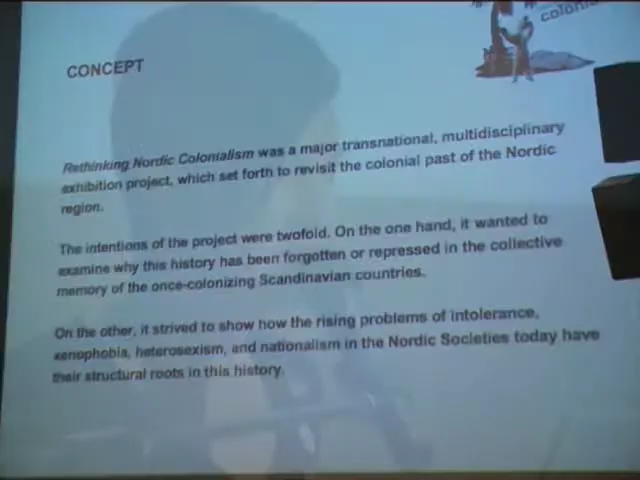 coloni
CONCEPT
Rethinking Nordic Colonialism was a major transnational, multidisciplinary
exhibition project, which set forth to revisit the colonial past of the Nordic
region.
The intentions of the project were twofold. On the one hand, it wanted to
examine why this history has been forgotten or repressed in the collective
memory of the once-colonizing Scandinavian countries.
On the other, it strived to show how the rising problems of intolerance,
xenophobia, heterosexism, and nationalism in the Nordic Societies today have
their structural roots in this history.